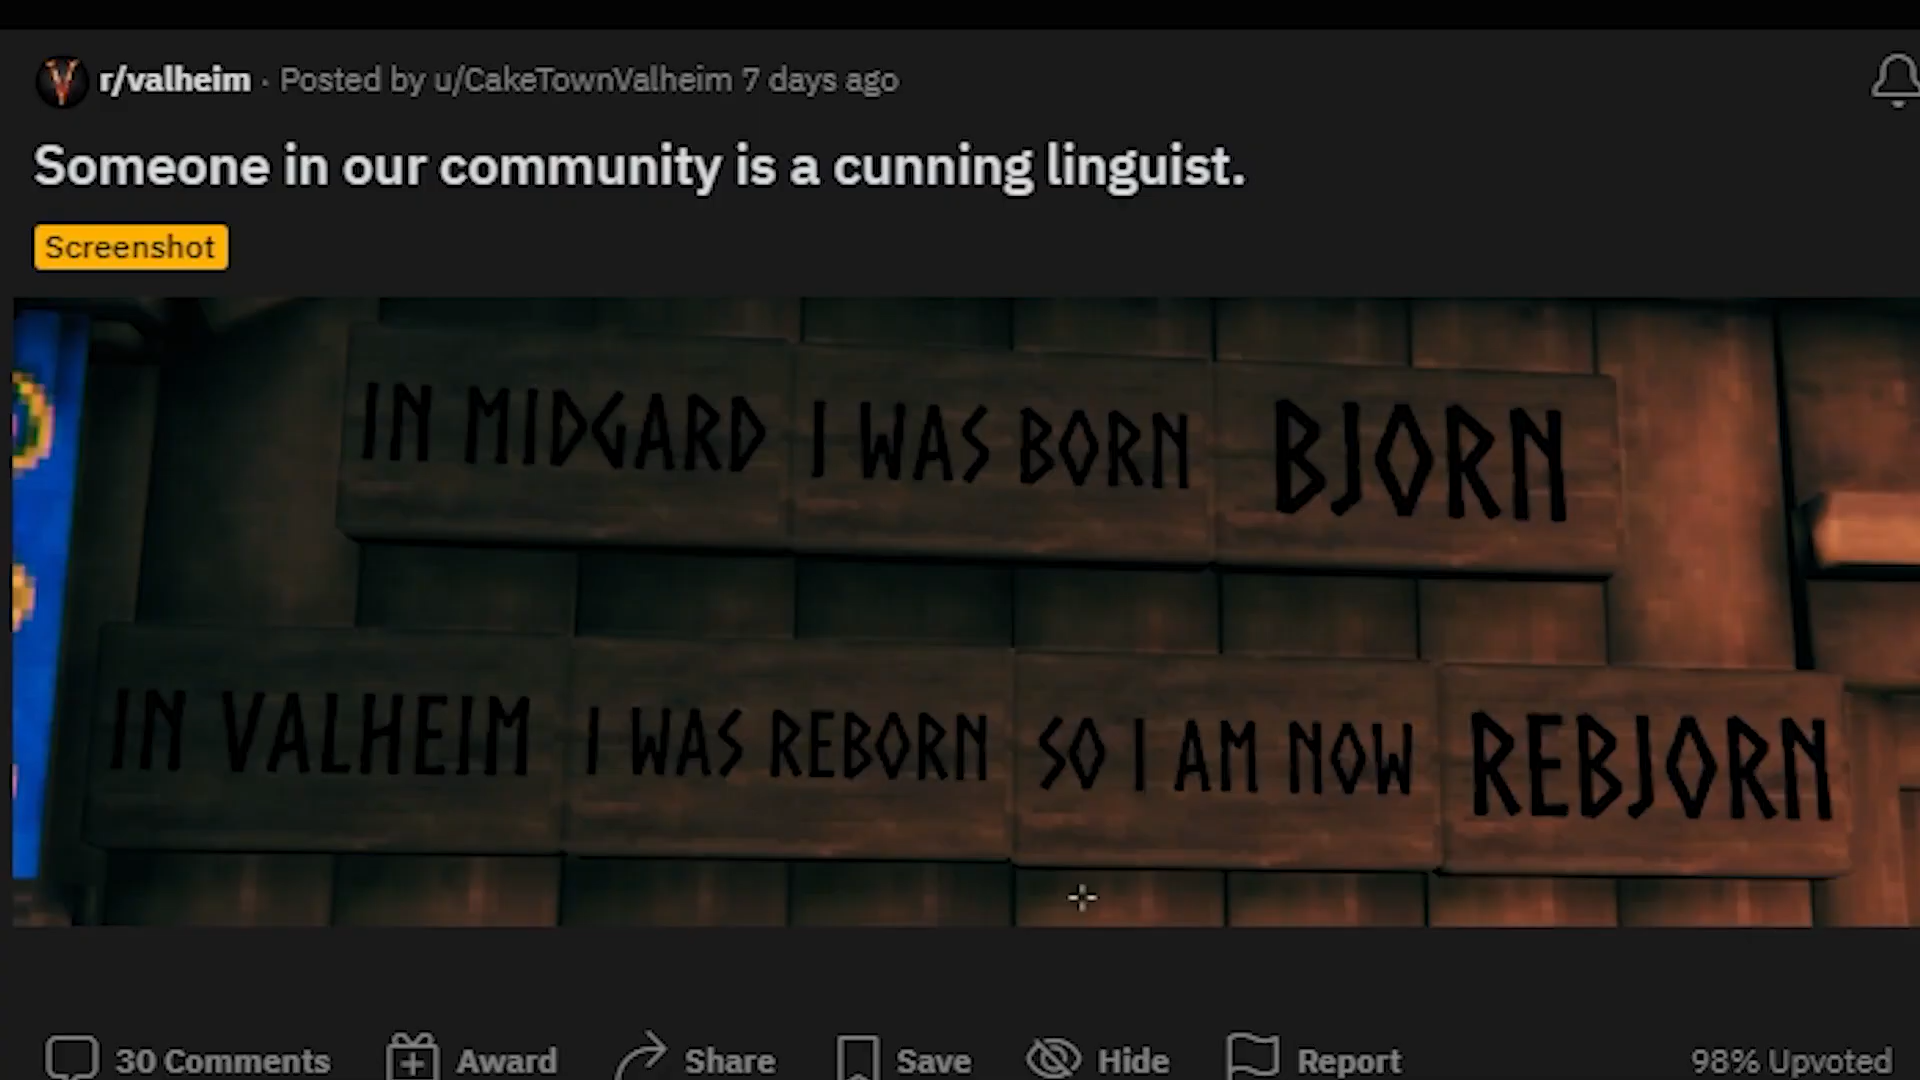 r/valheim · Posted by u/CakeTownValheim 7 days ago
Someone in our community is a cunning linguist.
Screenshot
IN MIDGARD I WAS BORN BJORN
IN VALHEIM I WAS REBORN SO I AM NOW REBJORN
30 Comments Award Share Save Hide Report 98% Upvoted